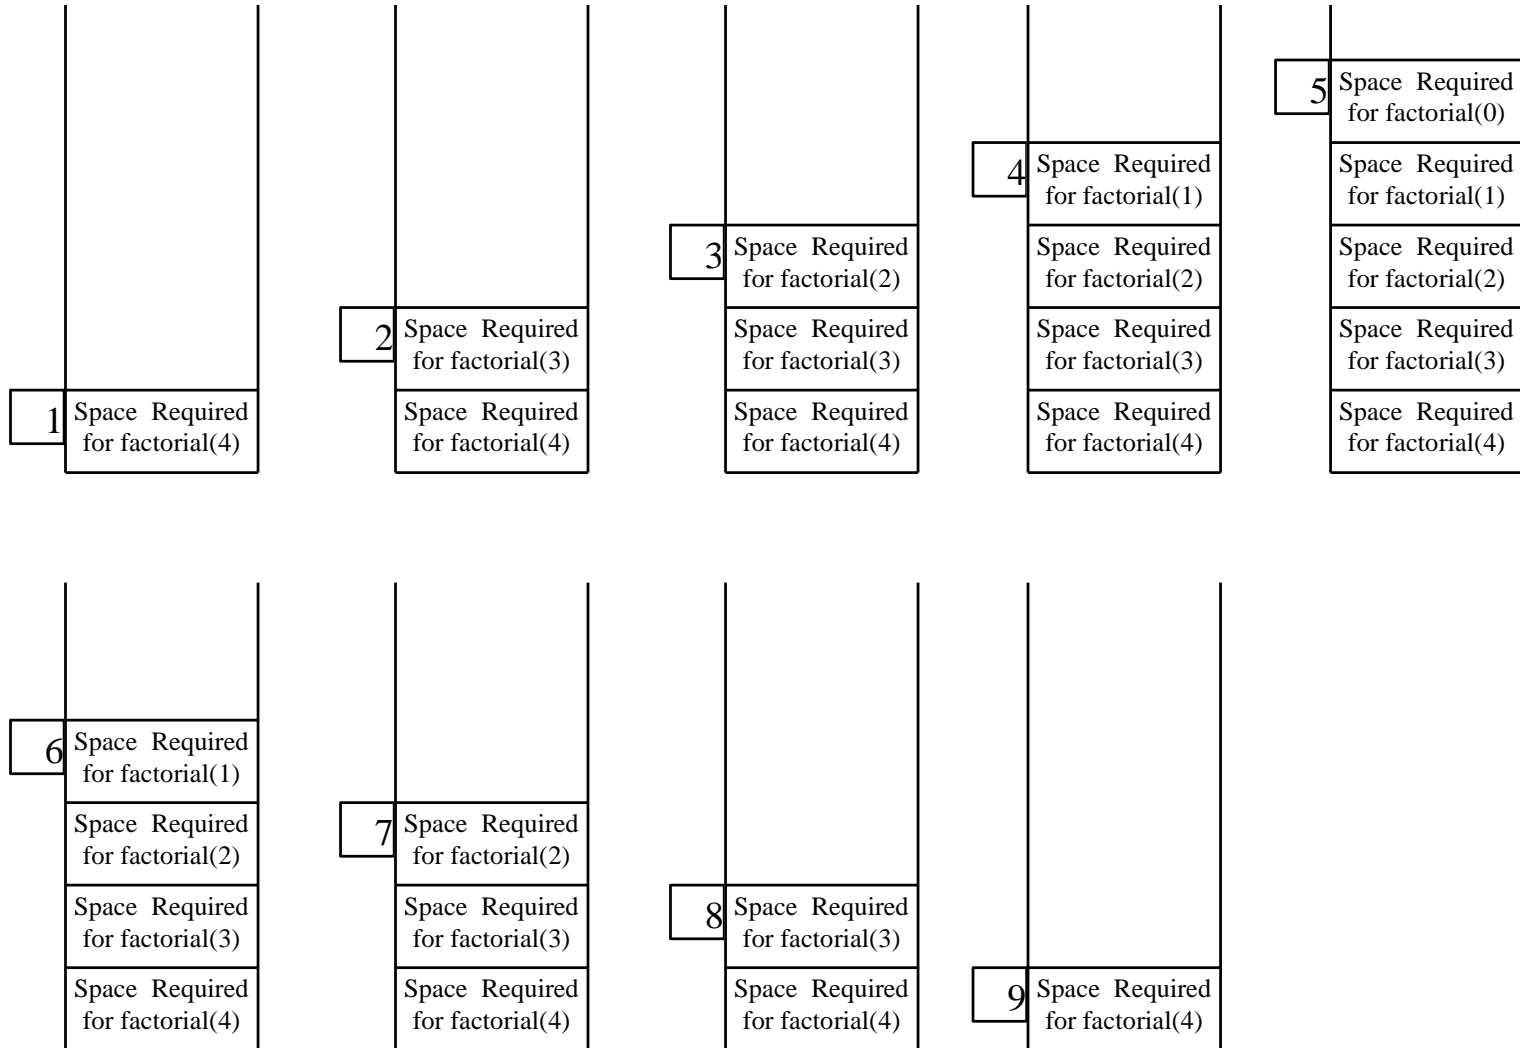 1
Space Required
for factorial(4)
2
Space Required
for factorial(3)
Space Required
for factorial(4)
3
Space Required
for factorial(2)
Space Required
for factorial(3)
Space Required
for factorial(4)
4
Space Required
for factorial(1)
Space Required
for factorial(2)
Space Required
for factorial(3)
Space Required
for factorial(4)
5
Space Required
for factorial(0)
Space Required
for factorial(1)
Space Required
for factorial(2)
Space Required
for factorial(3)
Space Required
for factorial(4)
6
Space Required
for factorial(1)
Space Required
for factorial(2)
Space Required
for factorial(3)
Space Required
for factorial(4)
7
Space Required
for factorial(2)
Space Required
for factorial(3)
Space Required
for factorial(4)
8
Space Required
for factorial(3)
Space Required
for factorial(4)
9
Space Required
for factorial(4)